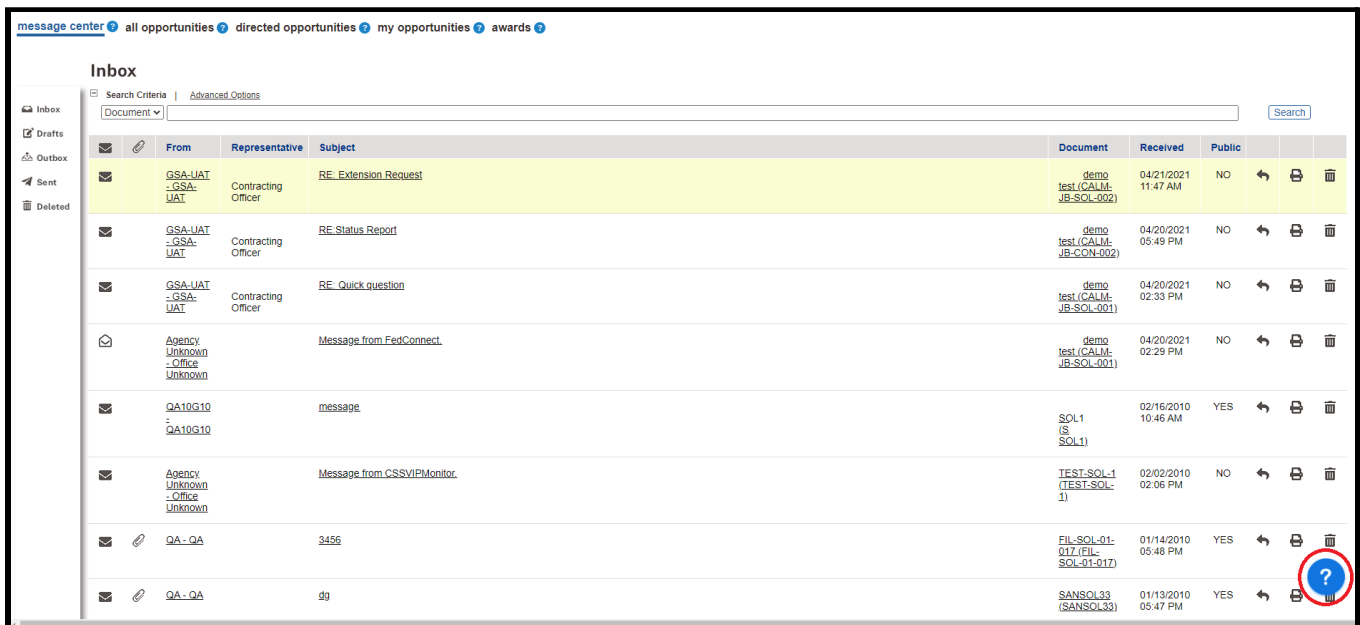 message center ? all opportunities ? directed opportunities ? my opportunities ? awards ?
Inbox
Search Criteria | Advanced Options
Document Search
Inbox
Drafts
Outbox
Sent
Deleted
From Representative Subject Document Received Public
GSA-UAT RE: Extension Request demo 04/21/2021 NO
- GSA- Contracting test (CALM- 11:47 AM
UAT Officer JB-SOL-002)
GSA-UAT RE:Status Report demo 04/20/2021 NO
- GSA- Contracting test (CALM- 05:49 PM
UAT Officer JB-CON-002)
GSA-UAT RE: Quick question demo 04/20/2021 NO
- GSA- Contracting test (CALM- 02:33 PM
UAT Officer JB-SOL-001)
Agency Message from FedConnect. demo 04/20/2021 NO
Unknown test (CALM- 02:29 PM
- Office JB-SOL-001)
Unknown
QA10G10 message 02/16/2010 YES
- SOL1 10:46 AM
QA10G10 (S
SOL1)
Agency Message from CSSVIPMonitor. TEST-SOL-1 02/02/2010 NO
Unknown (TEST-SOL- 02:06 PM
- Office 1)
Unknown
QA - QA 3456 FIL-SOL-01- 01/14/2010 YES
017 (FIL- 05:48 PM
SOL-01-017)
?
QA - QA dg SANSOL33 01/13/2010 YES
(SANSOL33) 05:47 PM